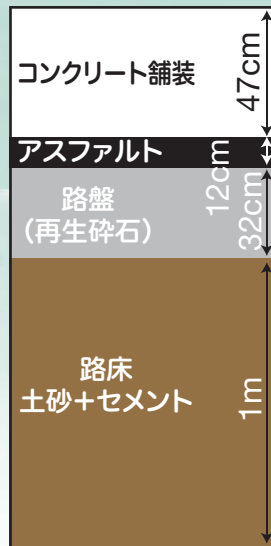 コンクリート舗装
47cm
アスファルト
12cm
路盤
（再生砕石）
32cm
路床
土砂＋セメント
1m